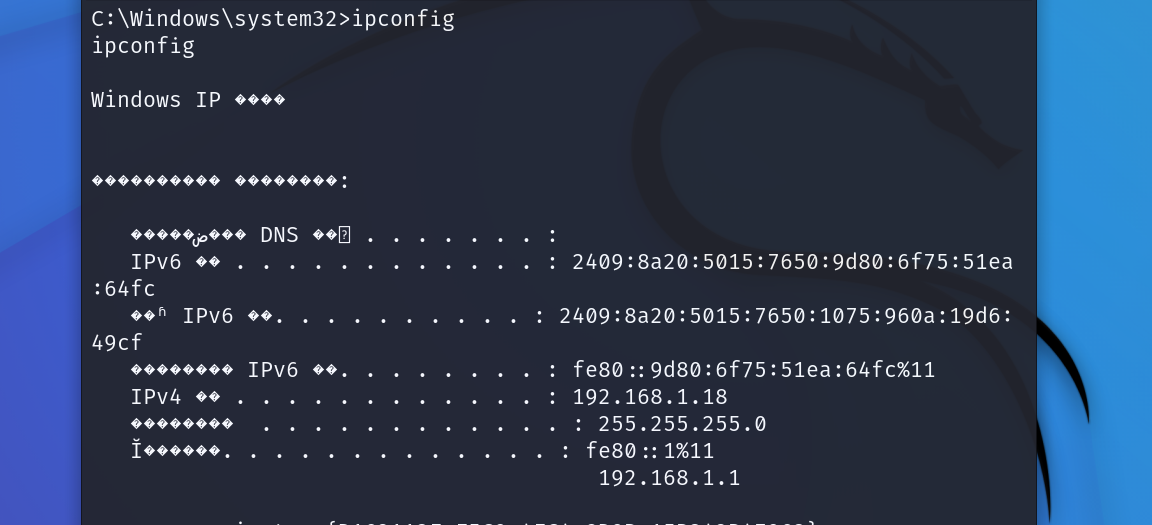 C:\Windows\system32>ipconfig
ipconfig
Windows IP ����
���������� ��������:
�����ض��� DNS ��� . . . . . . . :
IPv6 �� . . . . . . . . . . . . . : 2409:8a20:5015:7650:9d80:6f75:51ea
:64fc
��ʱ IPv6 ��. . . . . . . . . . . : 2409:8a20:5015:7650:1075:960a:19d6:
49cf
�������� IPv6 ��. . . . . . . . . : fe80::9d80:6f75:51ea:64fc%11
IPv4 �� . . . . . . . . . . . . . : 192.168.1.18
�������� . . . . . . . . . . . . : 255.255.255.0
Ĭ������. . . . . . . . . . . . . : fe80::1%11
192.168.1.1